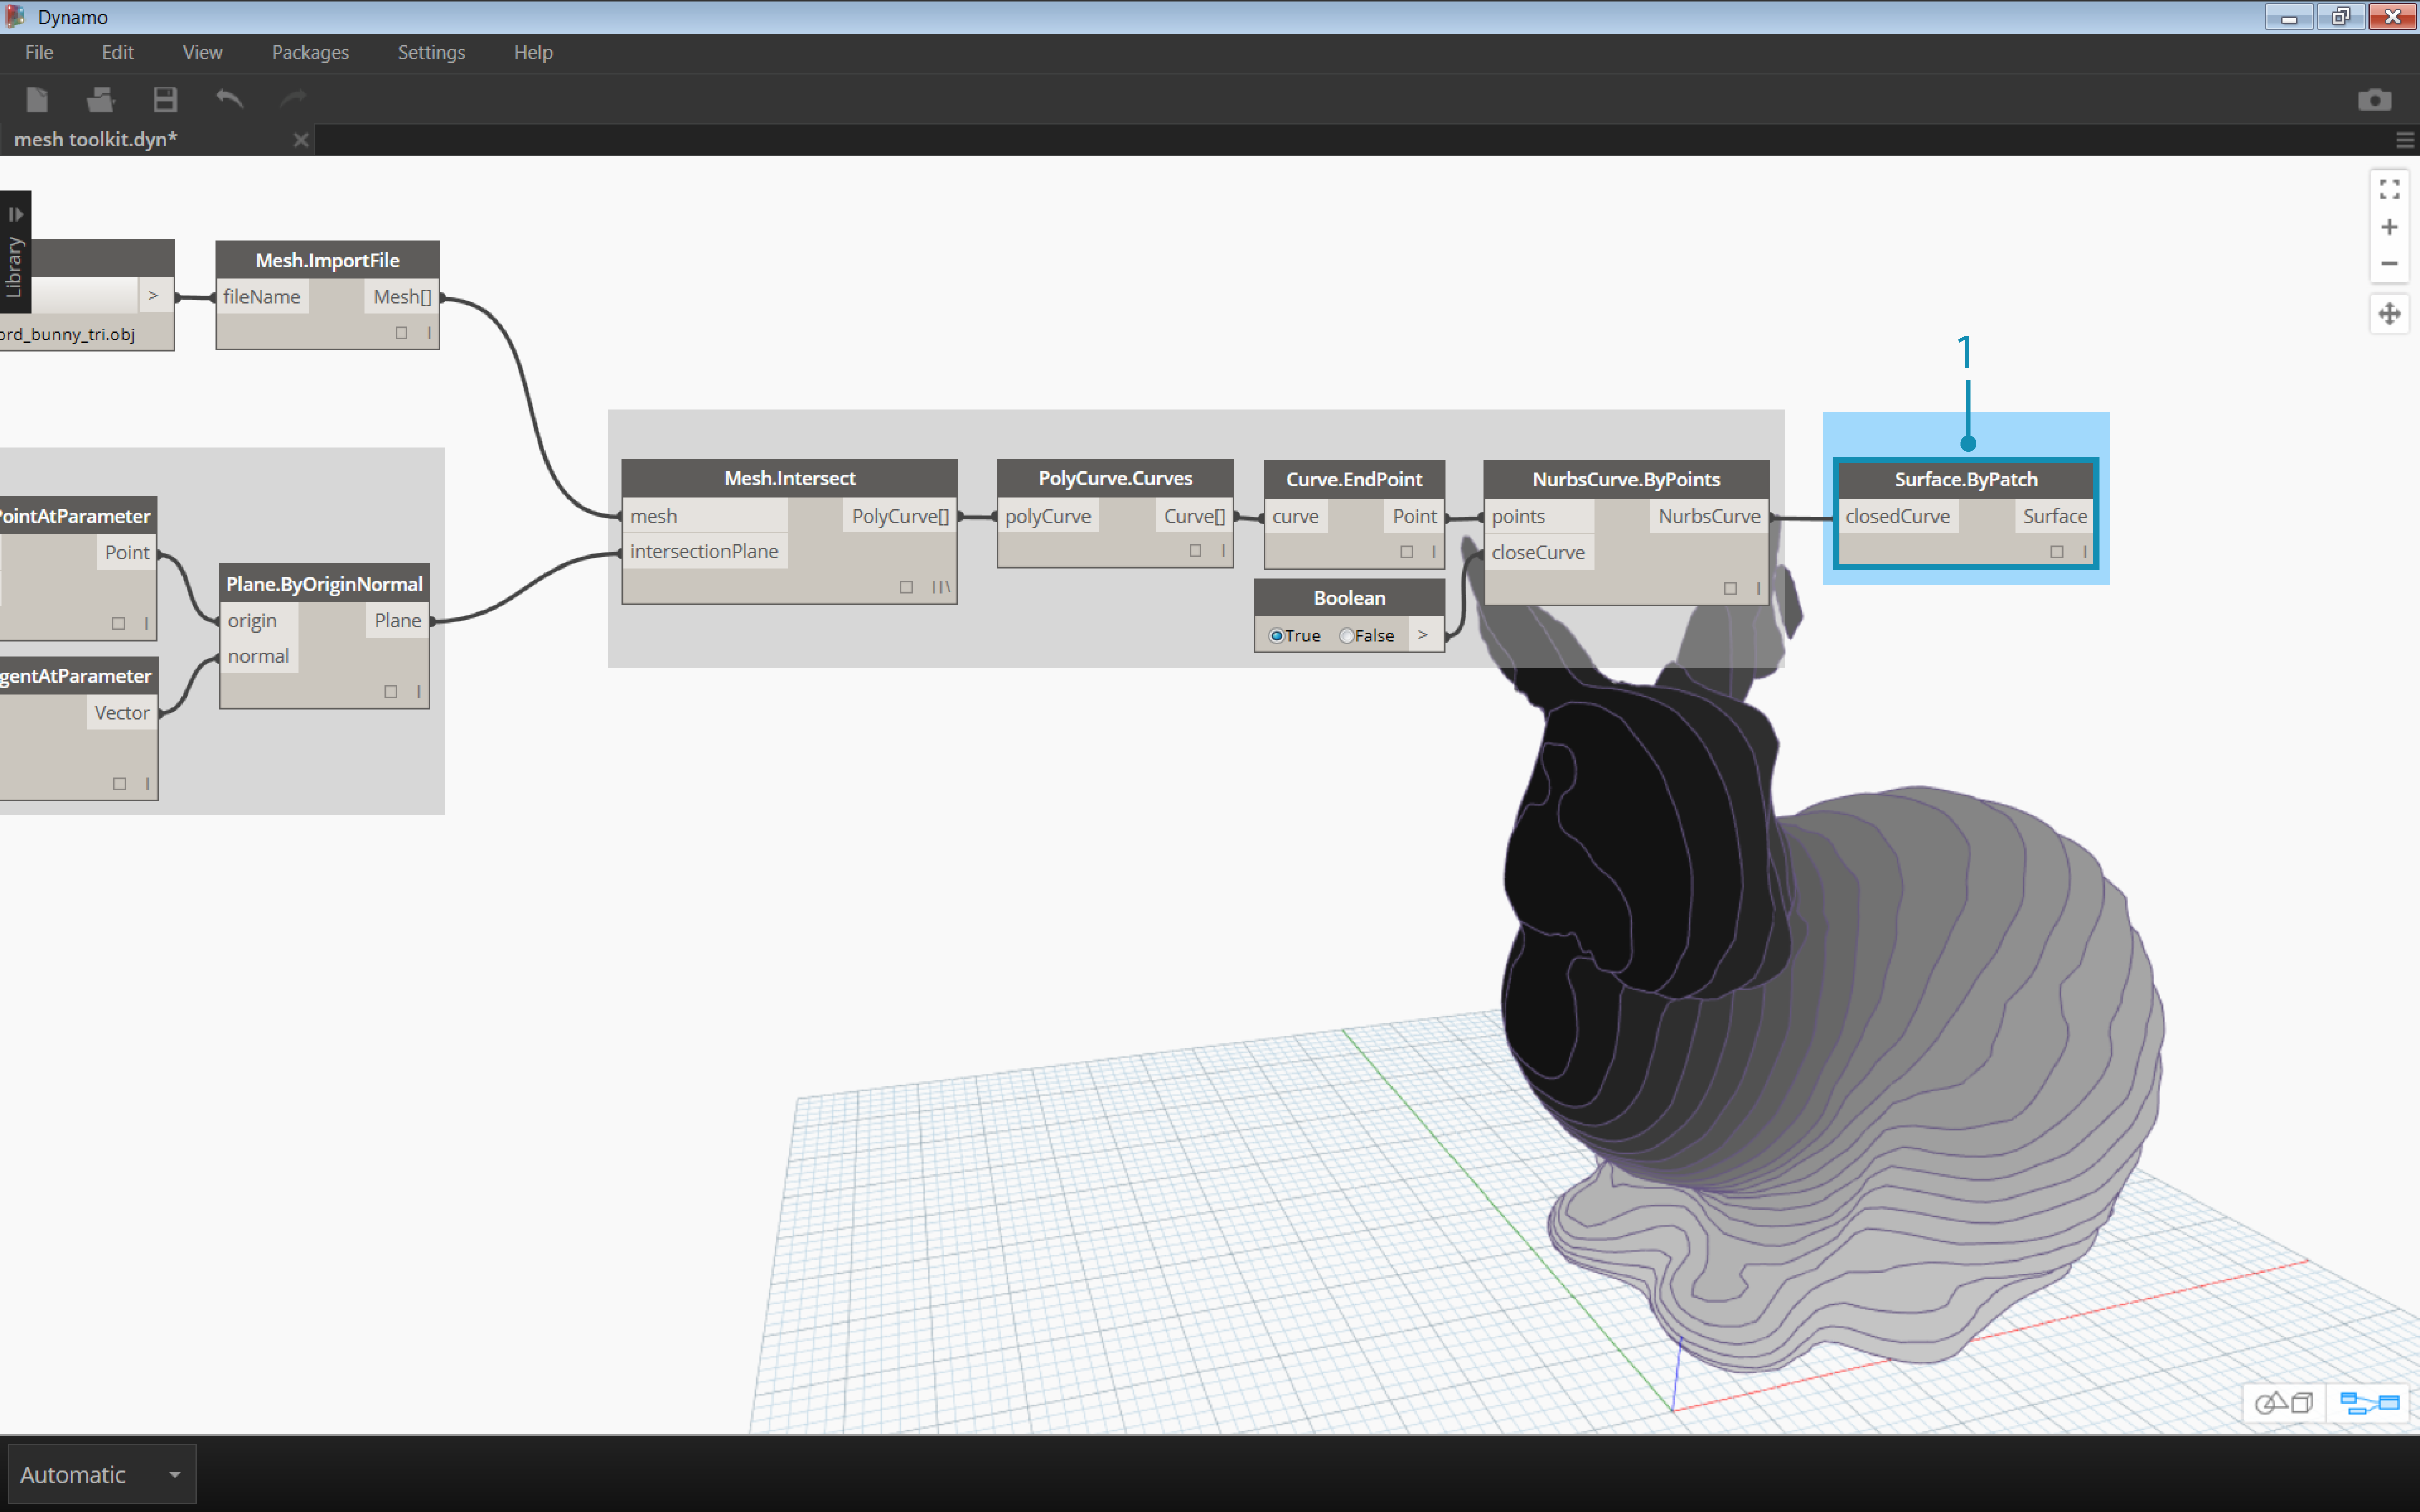 Dynamo
File Edit View Packages Settings Help
mesh toolkit.dyn*
Library
>
ord_bunny_tri.obj
Mesh.ImportFile
fileName Mesh[]
1
PointAtParameter
Point
gentAtParameter
Vector
Plane.ByOriginNormal
origin Plane
normal
Mesh.Intersect
mesh PolyCurve[]
intersectionPlane
PolyCurve.Curves
polyCurve Curve[]
Curve.EndPoint
curve Point
Boolean
True False >
NurbsCurve.ByPoints
points NurbsCurve
closeCurve
Surface.ByPatch
closedCurve Surface
Automatic